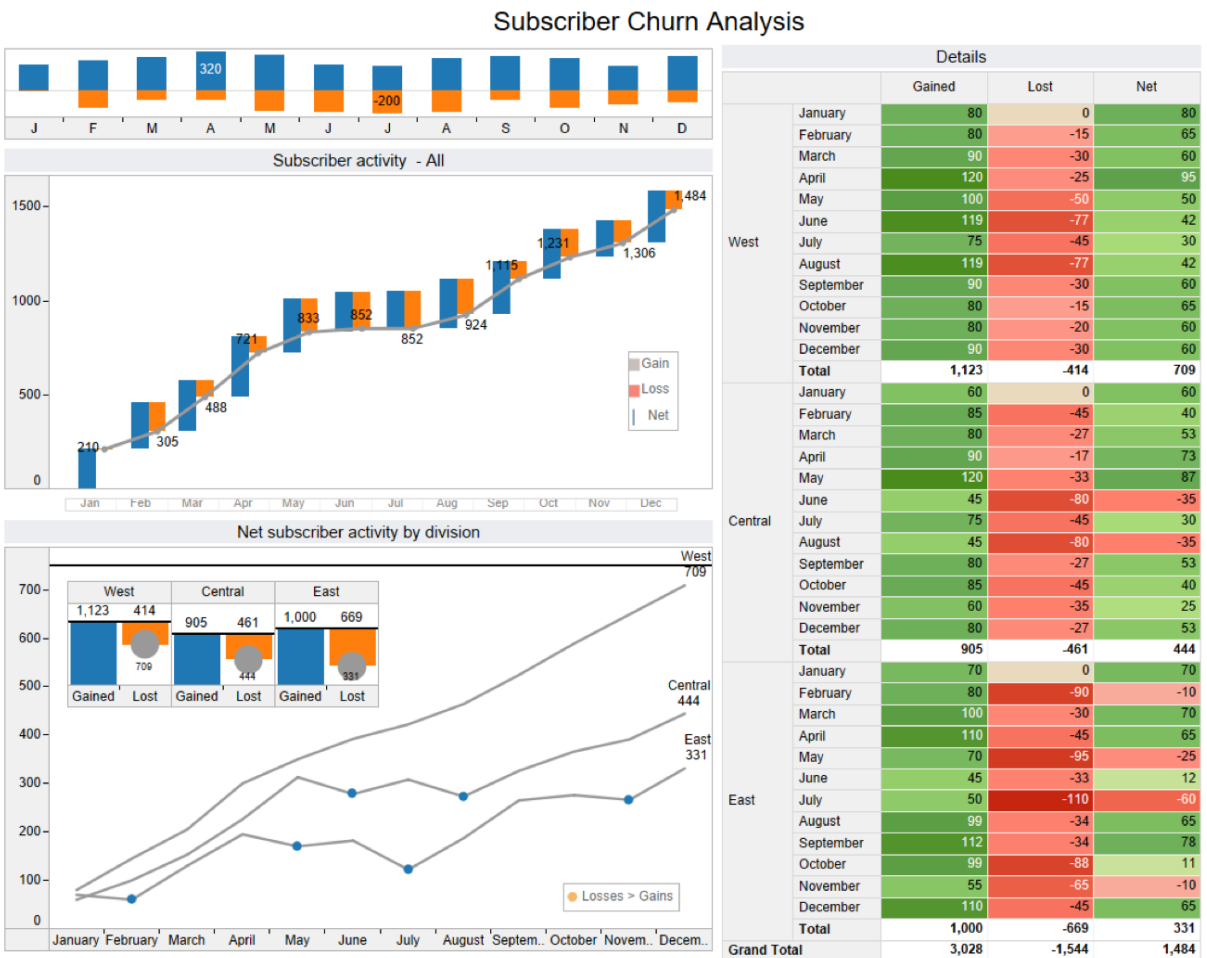 Subscriber Churn Analysis
320
-200
J F M A M J J A S O N D
Subscriber activity - All
1500
1000
500
0
210
305
488
721
833
852
852
924
1,115
1,231
1,306
1,484
Gain
Loss
Net
Jan Feb Mar Apr May Jun Jul Aug Sep Oct Nov Dec
Net subscriber activity by division
700
600
500
400
300
200
100
0
West Central East
1,123 414 905 461 1,000 669
709 444 331
Gained Lost Gained Lost Gained Lost
West
709
Central
444
East
331
Losses > Gains
January February March April May June July August Septem.. October Novem.. Decem..
Details
Gained Lost Net
West
January 80 0 80
February 80 -15 65
March 90 -30 60
April 120 -25 95
May 100 -50 50
June 119 -77 42
July 75 -45 30
August 119 -77 42
September 90 -30 60
October 80 -15 65
November 80 -20 60
December 90 -30 60
Total 1,123 -414 709
Central
January 60 0 60
February 85 -45 40
March 80 -27 53
April 90 -17 73
May 120 -33 87
June 45 -80 -35
July 75 -45 30
August 45 -80 -35
September 80 -27 53
October 85 -45 40
November 60 -35 25
December 80 -27 53
Total 905 -461 444
East
January 70 0 70
February 80 -90 -10
March 100 -30 70
April 110 -45 65
May 70 -95 -25
June 45 -33 12
July 50 -110 -60
August 99 -34 65
September 112 -34 78
October 99 -88 11
November 55 -65 -10
December 110 -45 65
Total 1,000 -669 331
Grand Total 3,028 -1,544 1,484